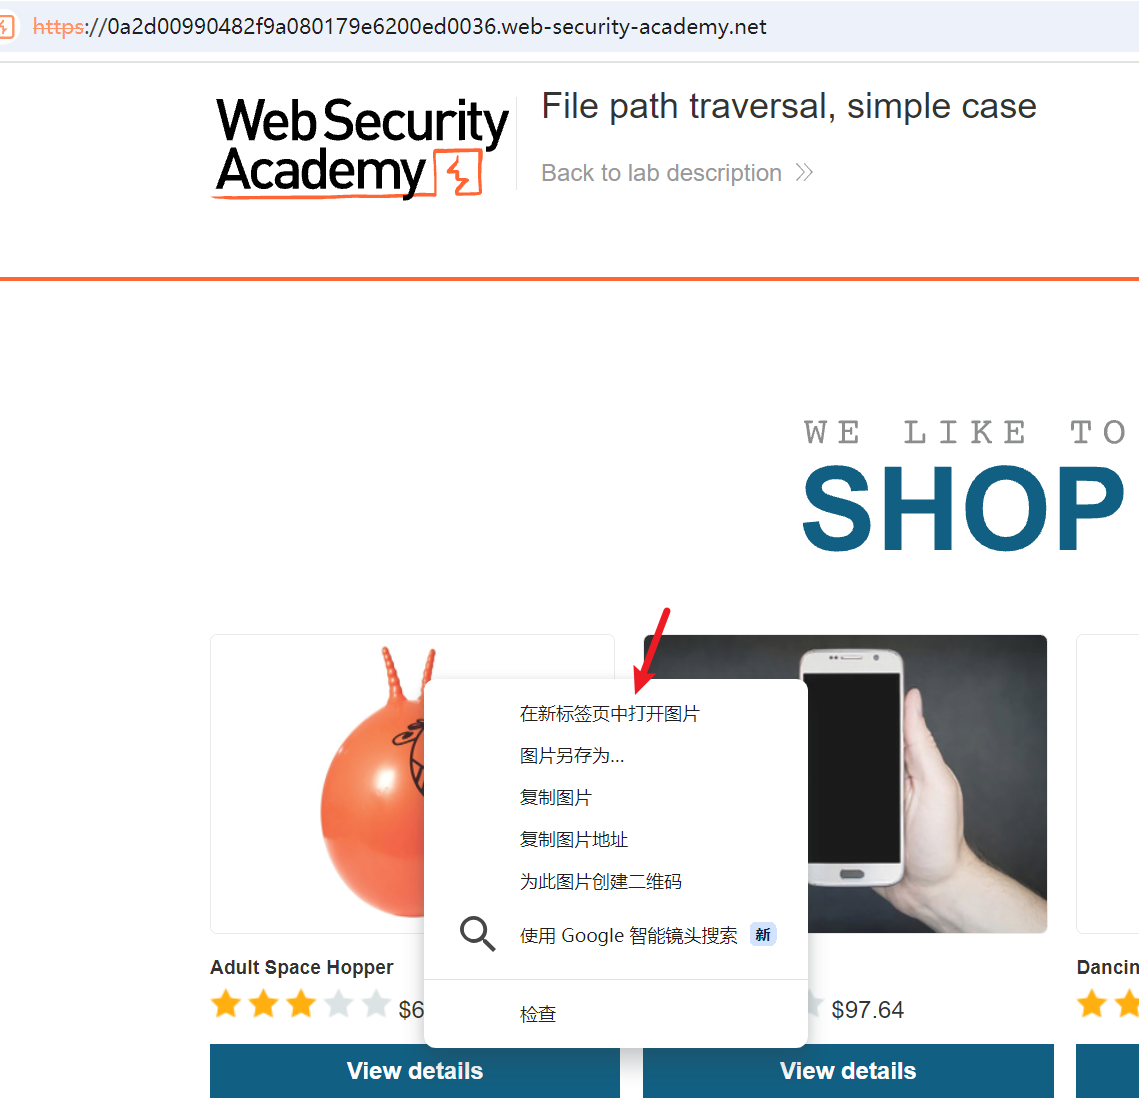 https://0a2d00990482f9a080179e6200ed0036.web-security-academy.net
Web Security
Academy
File path traversal, simple case
Back to lab description
WE LIKE TO
SHOP
在新标签页中打开图片
图片另存为...
复制图片
复制图片地址
为此图片创建二维码
使用 Google 智能镜头搜索 新
检查
Adult Space Hopper
Dancin
$6
$97.64
View details
View details